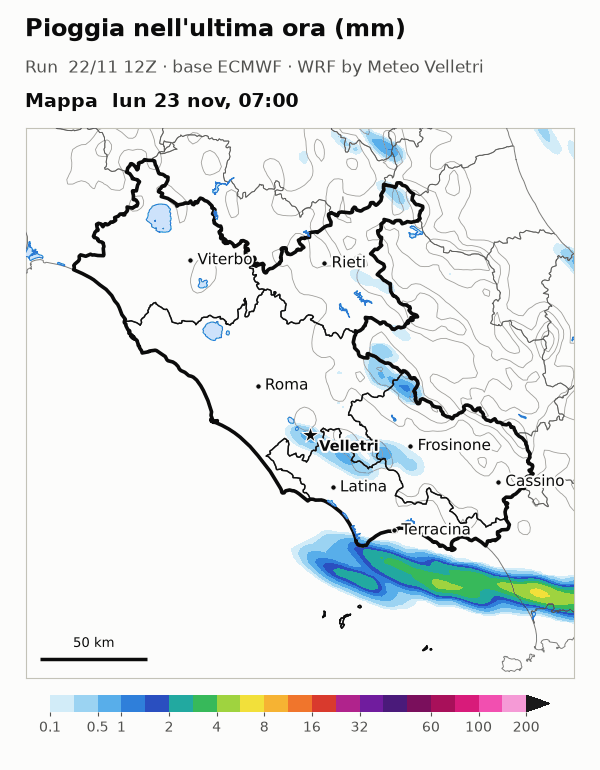 Pioggia nell'ultima ora (mm)
Run  22/11 12Z · base ECMWF · WRF by Meteo Velletri
Mappa  lun 23 nov, 07:00
Viterbo
Rieti
Roma
Velletri
Frosinone
Latina
Cassino
Terracina
50 km
0.1 0.5 1 2 4 8 16 32 60 100 200